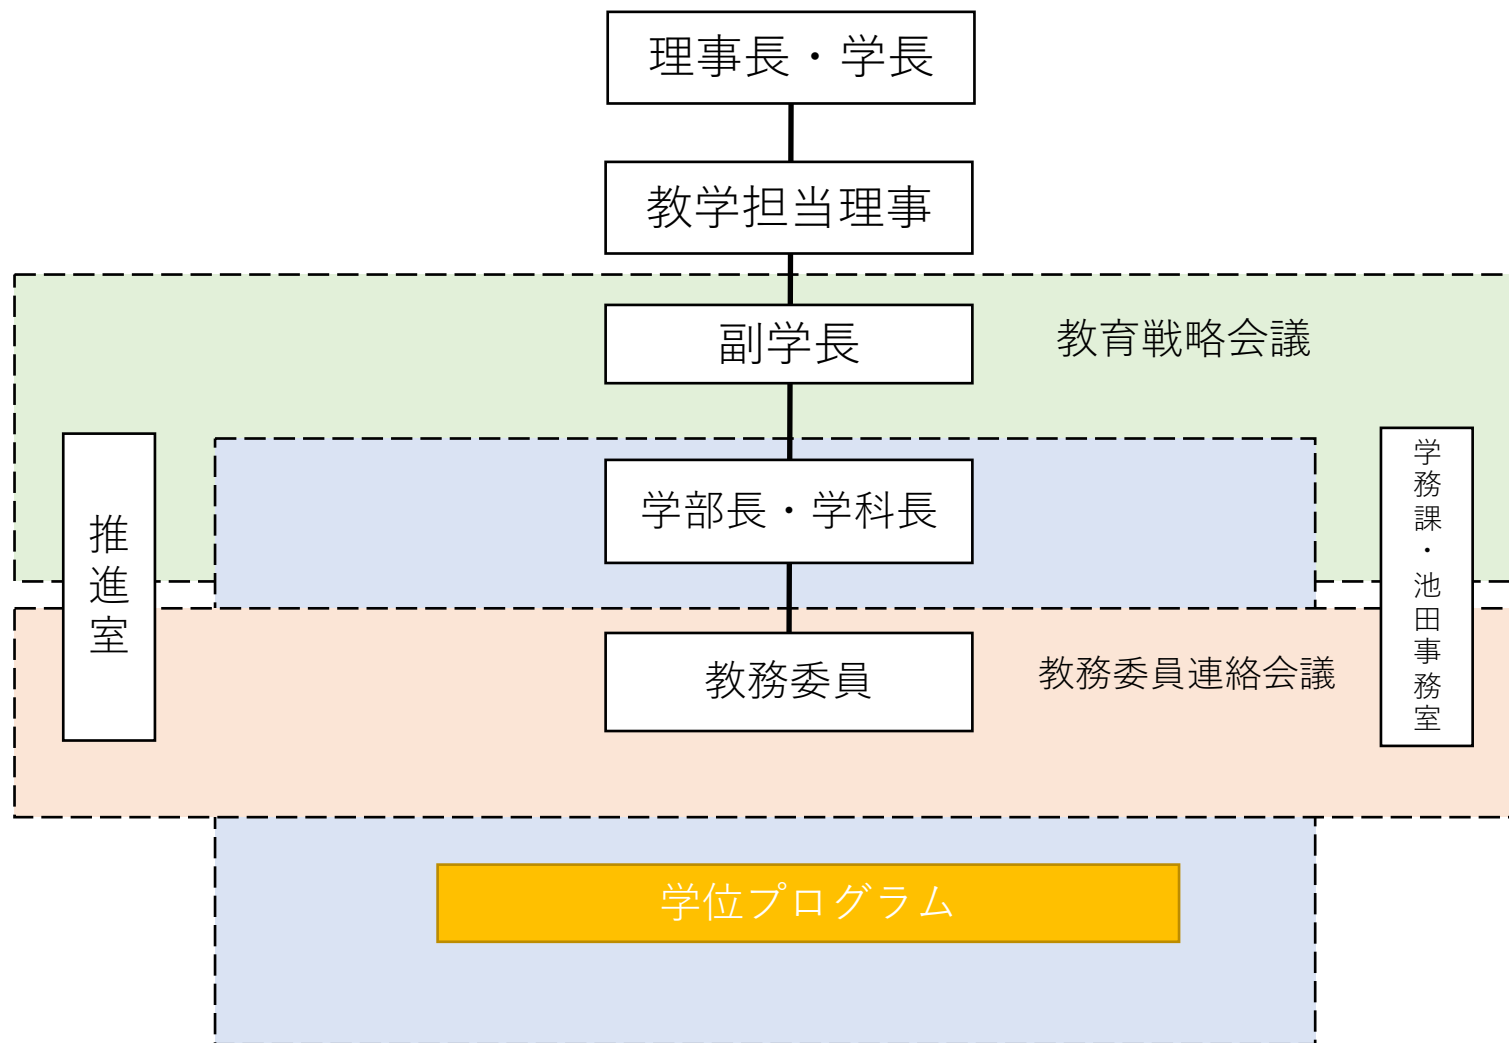 理事長・学長
教学担当理事
副学長
教育戦略会議
学部長・学科長
推進室
学務課・池田事務室
教務委員
教務委員連絡会議
学位プログラム